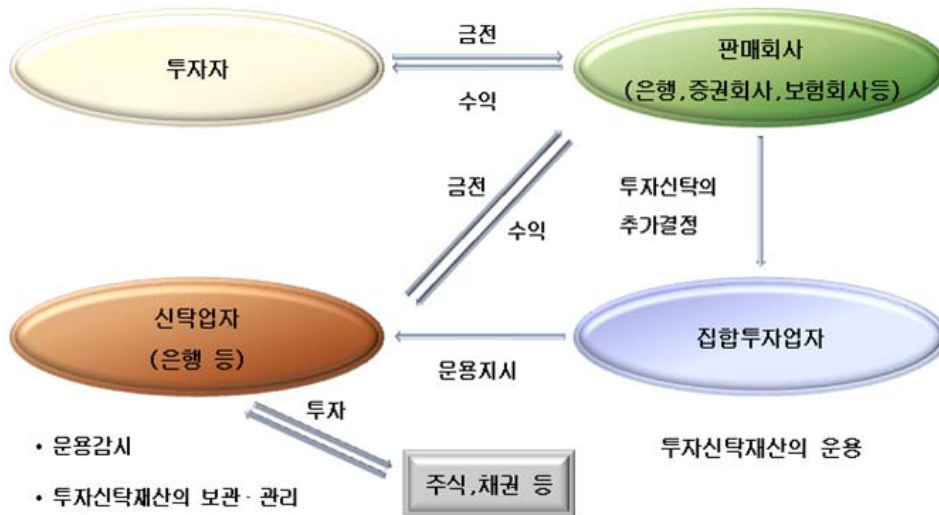 금전
투자자
판매회사
(은행,증권회사,보험회사등)
수익
금전
투자신탁의
추가결정
수익
신탁업자
(은행 등)
집합투자업자
운용지시
투자
• 운용감시
투자신탁재산의 운용
주식,채권 등
• 투자신탁재산의 보관·관리